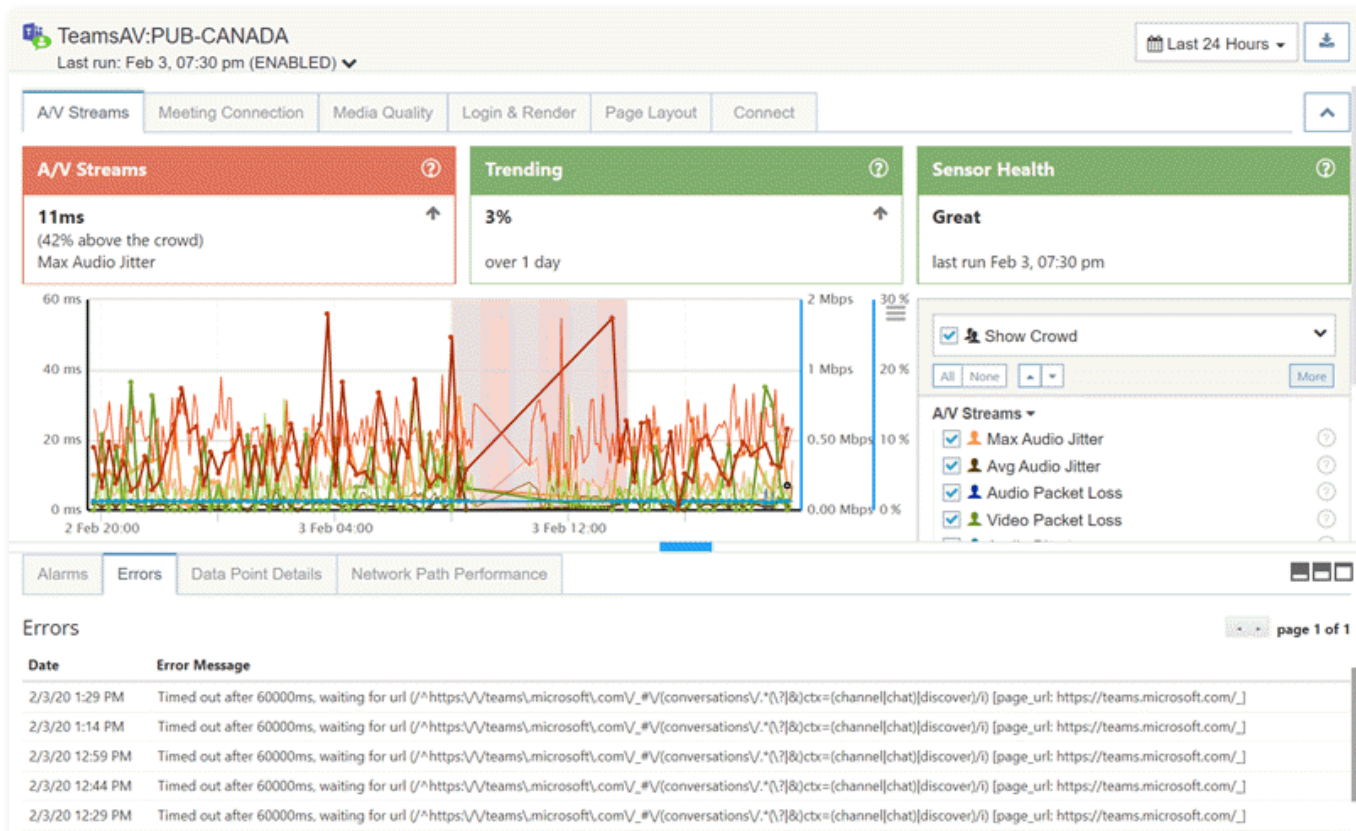 TeamsAV:PUB-CANADA
Last run: Feb 3, 07:30 pm (ENABLED)
Last 24 Hours
A/V Streams Meeting Connection Media Quality Login & Render Page Layout Connect
A/V Streams
11ms
(42% above the crowd)
Max Audio Jitter
Trending
3%
over 1 day
Sensor Health
Great
last run Feb 3, 07:30 pm
60 ms
40 ms
20 ms
0 ms
2 Feb 20:00 3 Feb 04:00 3 Feb 12:00
2 Mbps
1 Mbps
0.50 Mbps
0.00 Mbps
30 %
20 %
10 %
0 %
Show Crowd
All None More
A/V Streams
Max Audio Jitter
Avg Audio Jitter
Audio Packet Loss
Video Packet Loss
Alarms Errors Data Point Details Network Path Performance
Errors
page 1 of 1
Date Error Message
2/3/20 1:29 PM Timed out after 60000ms, waiting for url (/^https:\/\/teams\.microsoft\.com\/_#\/(conversations\/.*(\?|&)ctx=(channel|chat)|discover)/i) [page_url: https://teams.microsoft.com/_]
2/3/20 1:14 PM Timed out after 60000ms, waiting for url (/^https:\/\/teams\.microsoft\.com\/_#\/(conversations\/.*(\?|&)ctx=(channel|chat)|discover)/i) [page_url: https://teams.microsoft.com/_]
2/3/20 12:59 PM Timed out after 60000ms, waiting for url (/^https:\/\/teams\.microsoft\.com\/_#\/(conversations\/.*(\?|&)ctx=(channel|chat)|discover)/i) [page_url: https://teams.microsoft.com/_]
2/3/20 12:44 PM Timed out after 60000ms, waiting for url (/^https:\/\/teams\.microsoft\.com\/_#\/(conversations\/.*(\?|&)ctx=(channel|chat)|discover)/i) [page_url: https://teams.microsoft.com/_]
2/3/20 12:29 PM Timed out after 60000ms, waiting for url (/^https:\/\/teams\.microsoft\.com\/_#\/(conversations\/.*(\?|&)ctx=(channel|chat)|discover)/i) [page_url: https://teams.microsoft.com/_]